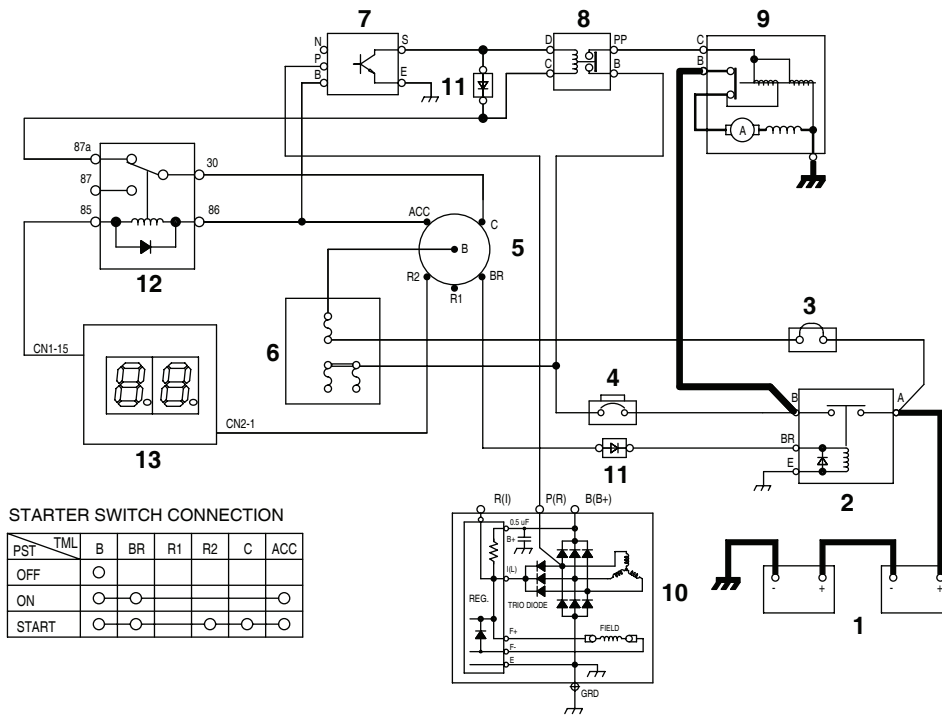 7
8
9
N
P
B
S
E
11
D
C
PP
B
C
B
A
87a
87
85
30
86
12
ACC
C
B
5
R2
BR
R1
6
3
4
CN1-15
CN2-1
13
11
B
A
BR
E
2
R(I)
P(R)
B(B+)
0.5 uF
B+
I(L)
REG.
TRIO DIODE
10
F+
FIELD
F-
E
GRD
-
+
-
+
1
STARTER SWITCH CONNECTION
PST TML B BR R1 R2 C ACC
OFF
ON
START